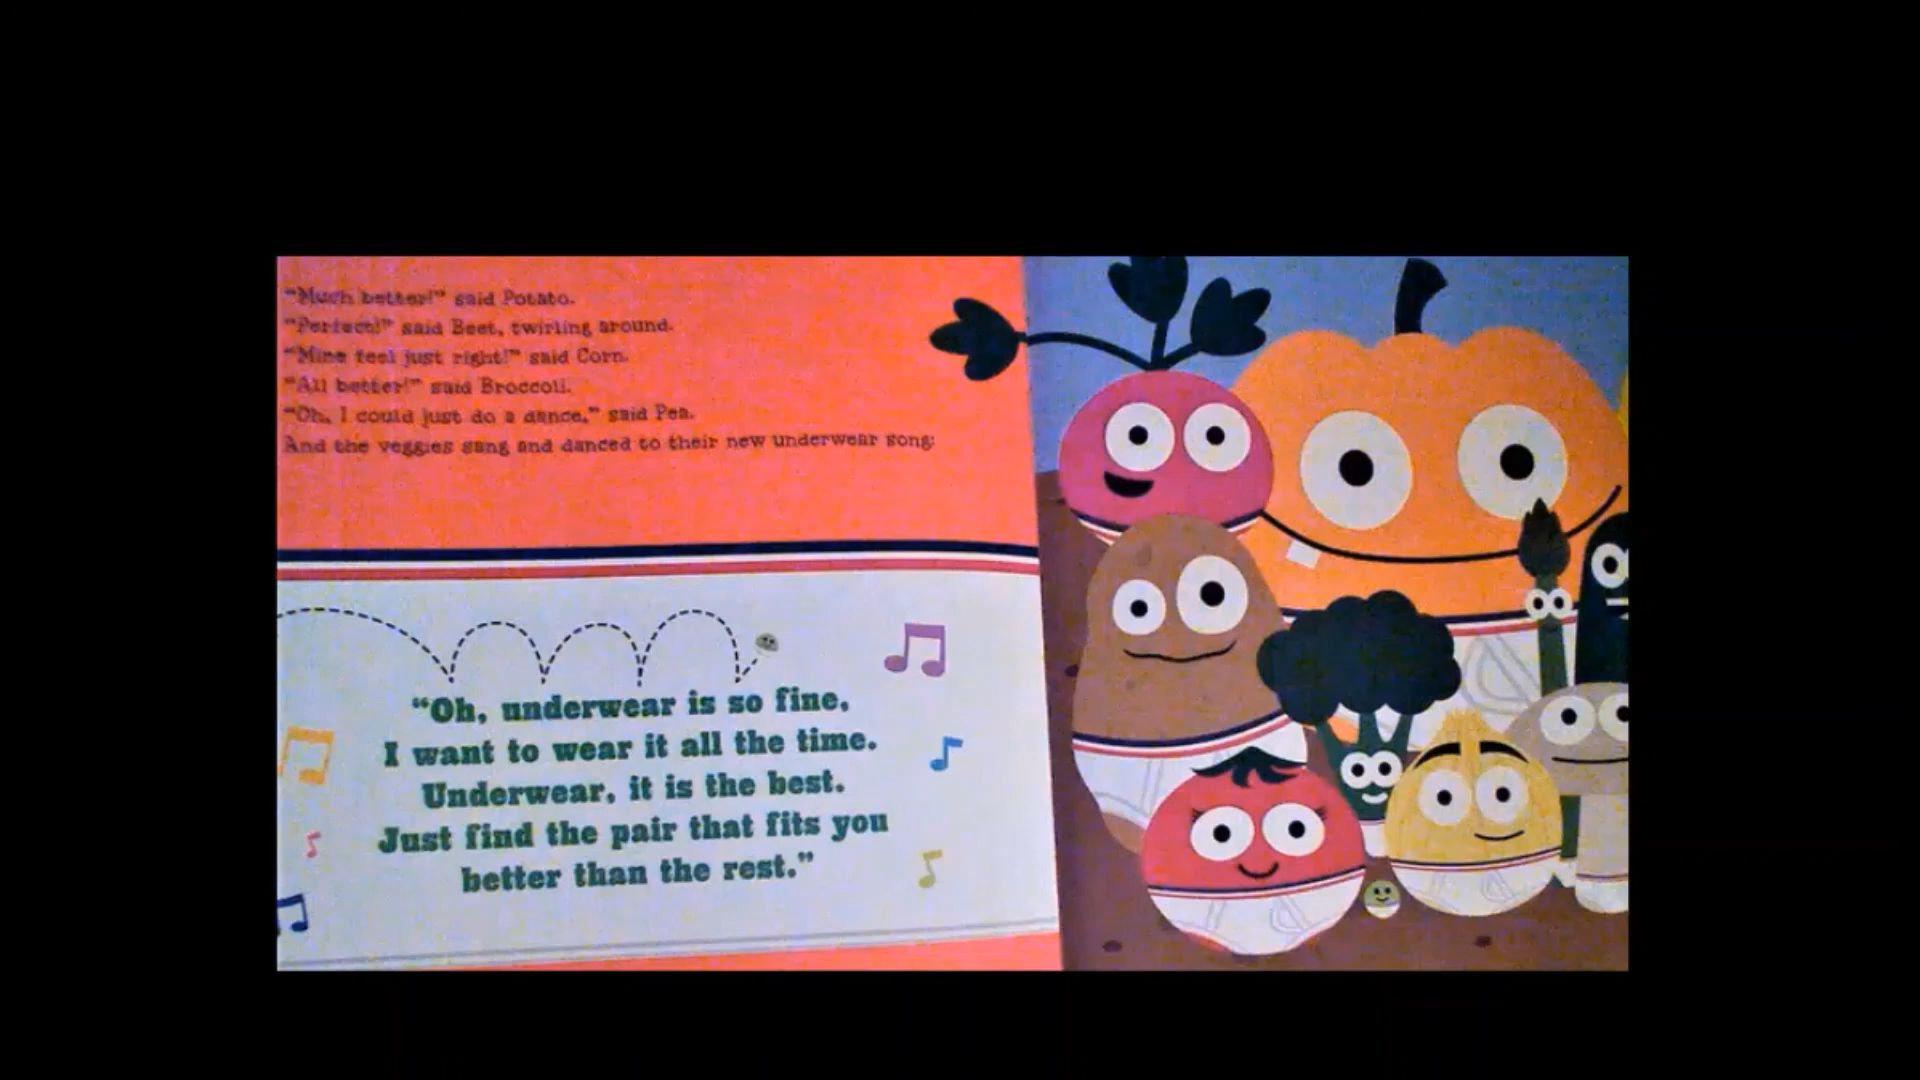 “Much better!” said Potato.
“Perfect!” said Beet, twirling around.
“Mine feel just right!” said Corn.
“All better!” said Broccoli.
“Oh, I could just do a dance,” said Pea.
And the veggies sang and danced to their new underwear song:
“Oh, underwear is so fine,
I want to wear it all the time.
Underwear, it is the best.
Just find the pair that fits you
better than the rest.”